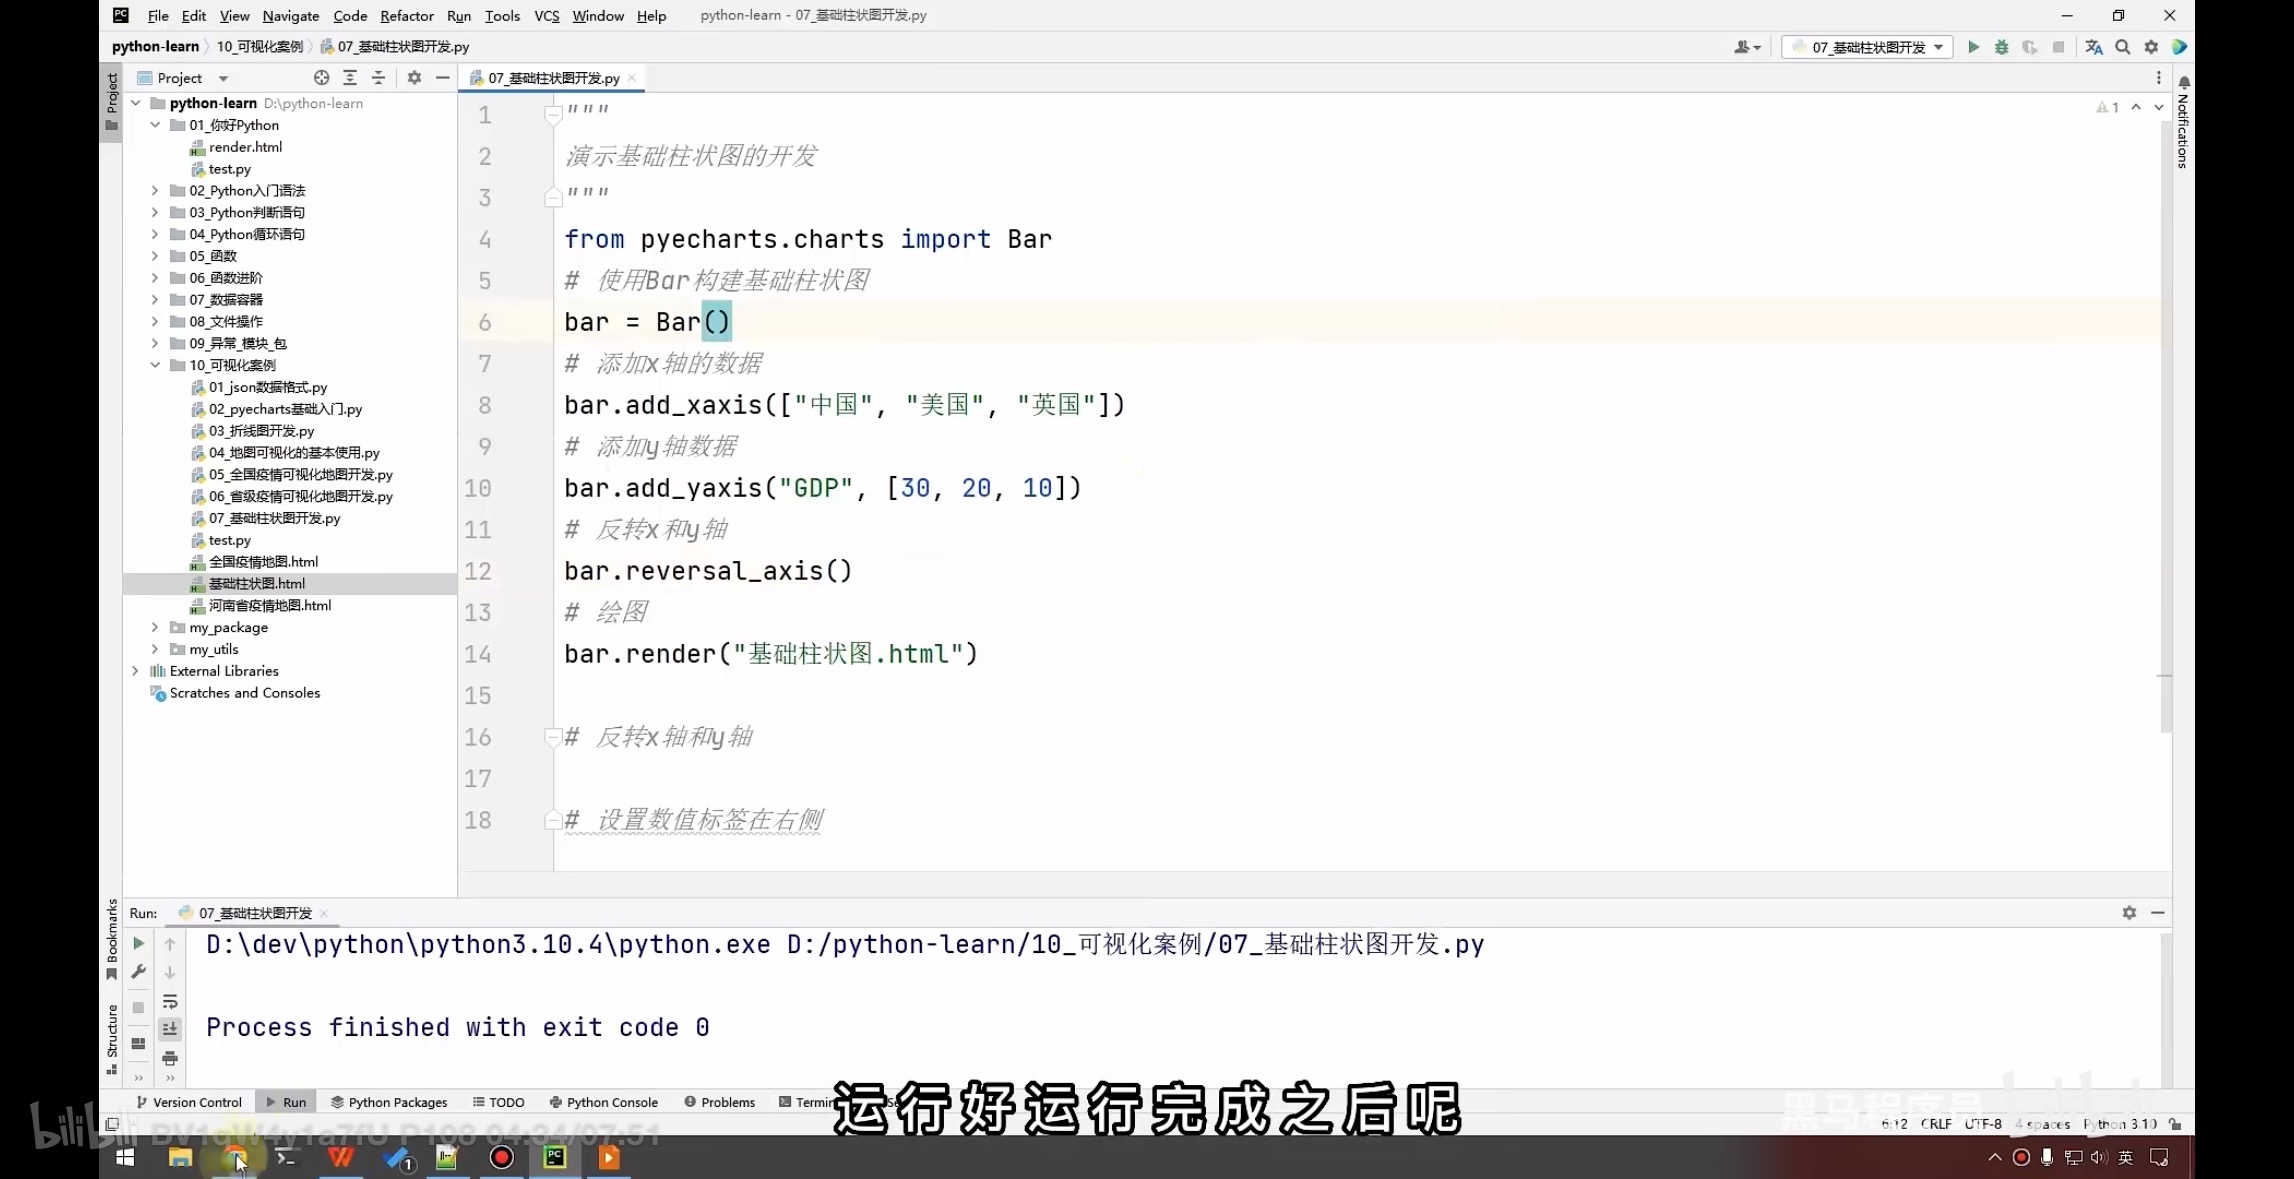 File Edit View Navigate Code Refactor Run Tools VCS Window Help python-learn - 07_基础柱状图开发.py
python-learn 10_可视化案例 07_基础柱状图开发.py 07_基础柱状图开发
Project
Project
07_基础柱状图开发.py
Notifications
python-learn D:\python-learn
01_你好Python
render.html
test.py
02_Python入门语法
03_Python判断语句
04_Python循环语句
05_函数
06_函数进阶
07_数据容器
08_文件操作
09_异常_模块_包
10_可视化案例
01_json数据格式.py
02_pyecharts基础入门.py
03_折线图开发.py
04_地图可视化的基本使用.py
05_全国疫情可视化地图开发.py
06_省级疫情可视化地图开发.py
07_基础柱状图开发.py
test.py
全国疫情地图.html
基础柱状图.html
河南省疫情地图.html
my_package
my_utils
External Libraries
Scratches and Consoles
1 """
1
2 演示基础柱状图的开发
3 """
4 from pyecharts.charts import Bar
5 # 使用Bar构建基础柱状图
6 bar = Bar()
7 # 添加x轴的数据
8 bar.add_xaxis(["中国", "美国", "英国"])
9 # 添加y轴数据
10 bar.add_yaxis("GDP", [30, 20, 10])
11 # 反转x和y轴
12 bar.reversal_axis()
13 # 绘图
14 bar.render("基础柱状图.html")
15
16 # 反转x轴和y轴
17
18 # 设置数值标签在右侧
Bookmarks
Structure
Run: 07_基础柱状图开发
D:\dev\python\python3.10.4\python.exe D:/python-learn/10_可视化案例/07_基础柱状图开发.py
Process finished with exit code 0
Version Control Run Python Packages TODO Python Console Problems Termin
运行好运行完成之后呢
黑马程序员
bilibili BV1qW4y1a7fU P108 04:34/07:51
6:12 CRLF UTF-8 4 spaces Python 3.10
1
PC
英